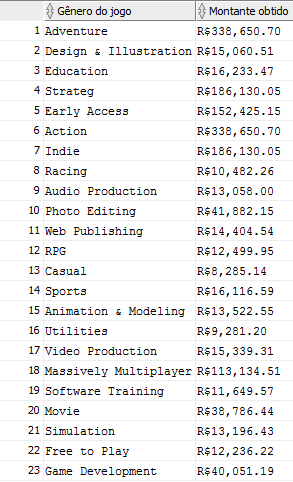 Gênero do jogo Montante obtido
1 Adventure R$338,650.70
2 Design & Illustration R$15,060.51
3 Education R$16,233.47
4 Strateg R$186,130.05
5 Early Access R$152,425.15
6 Action R$338,650.70
7 Indie R$186,130.05
8 Racing R$10,482.26
9 Audio Production R$13,058.00
10 Photo Editing R$41,882.15
11 Web Publishing R$14,404.54
12 RPG R$12,499.95
13 Casual R$8,285.14
14 Sports R$16,116.59
15 Animation & Modeling R$13,522.55
16 Utilities R$9,281.20
17 Video Production R$15,339.31
18 Massively Multiplayer R$113,134.51
19 Software Training R$11,649.57
20 Movie R$38,786.44
21 Simulation R$13,196.43
22 Free to Play R$12,236.22
23 Game Development R$40,051.19